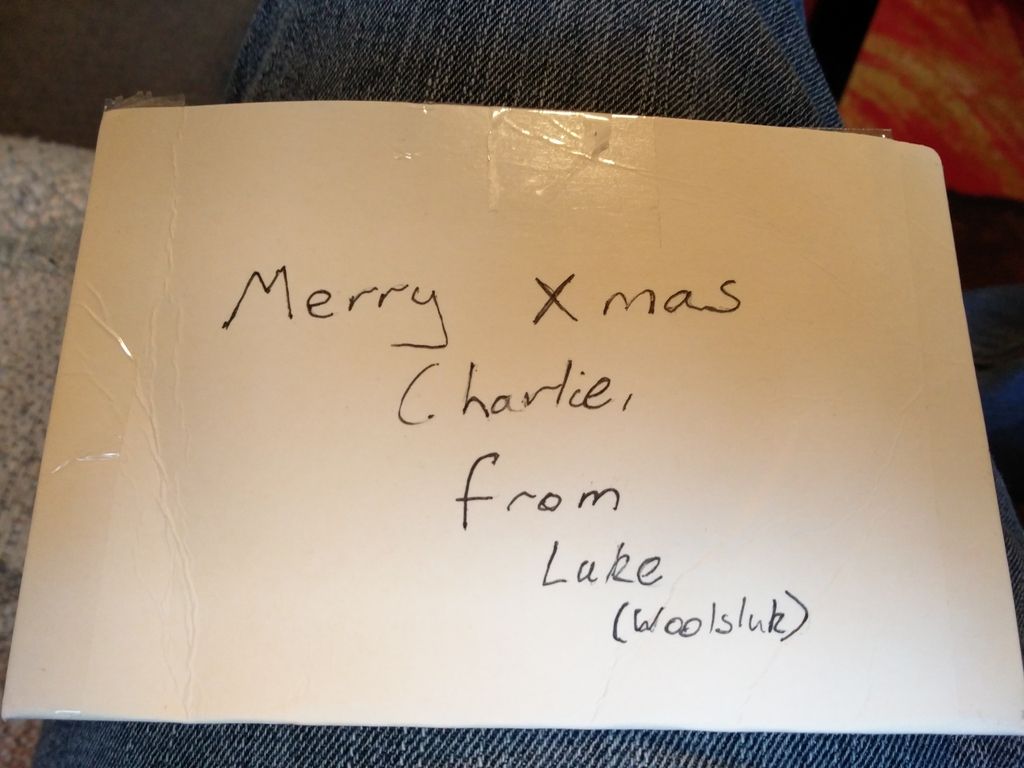 Merry Xmas
Charlie,
from
Luke
(Woolsluk)